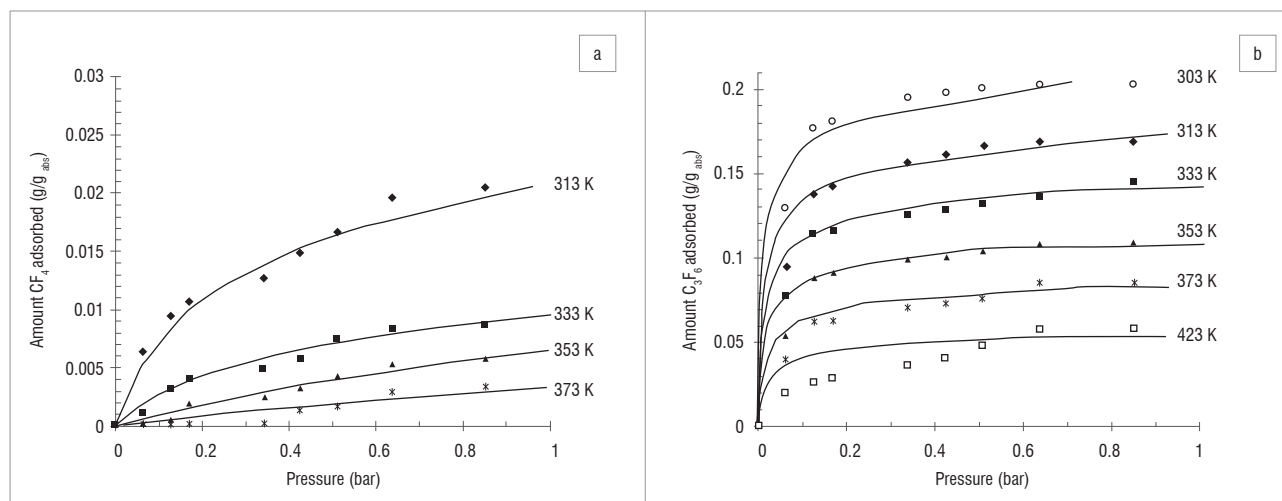 a
Amount CF4 adsorbed (g/g abs)
0.03
0.025
0.02
0.015
0.01
0.005
0
313 K
333 K
353 K
373 K
0 0.2 0.4 0.6 0.8 1
Pressure (bar)
b
Amount C3F6 adsorbed (g/g abs)
0.2
0.15
0.1
0.05
0
303 K
313 K
333 K
353 K
373 K
423 K
0 0.2 0.4 0.6 0.8 1
Pressure (bar)